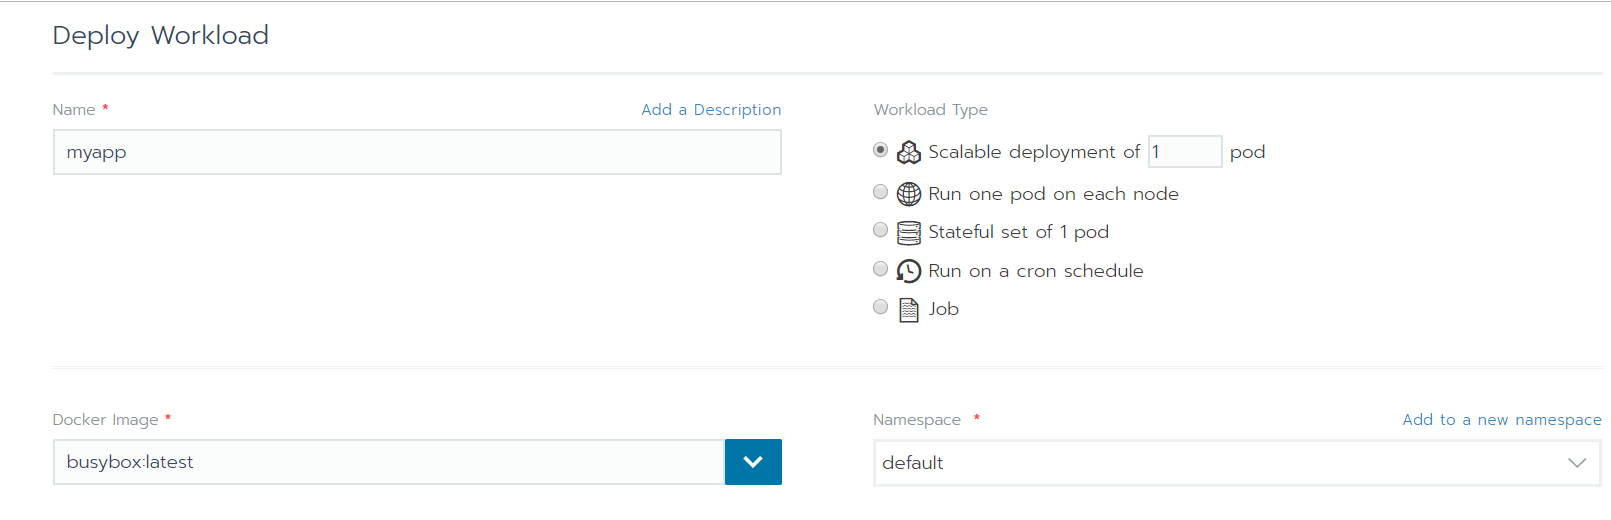 Deploy Workload
Name *
Add a Description
myapp
Workload Type
Scalable deployment of 1 pod
Run one pod on each node
Stateful set of 1 pod
Run on a cron schedule
Job
Docker Image *
busybox:latest
Namespace *
Add to a new namespace
default